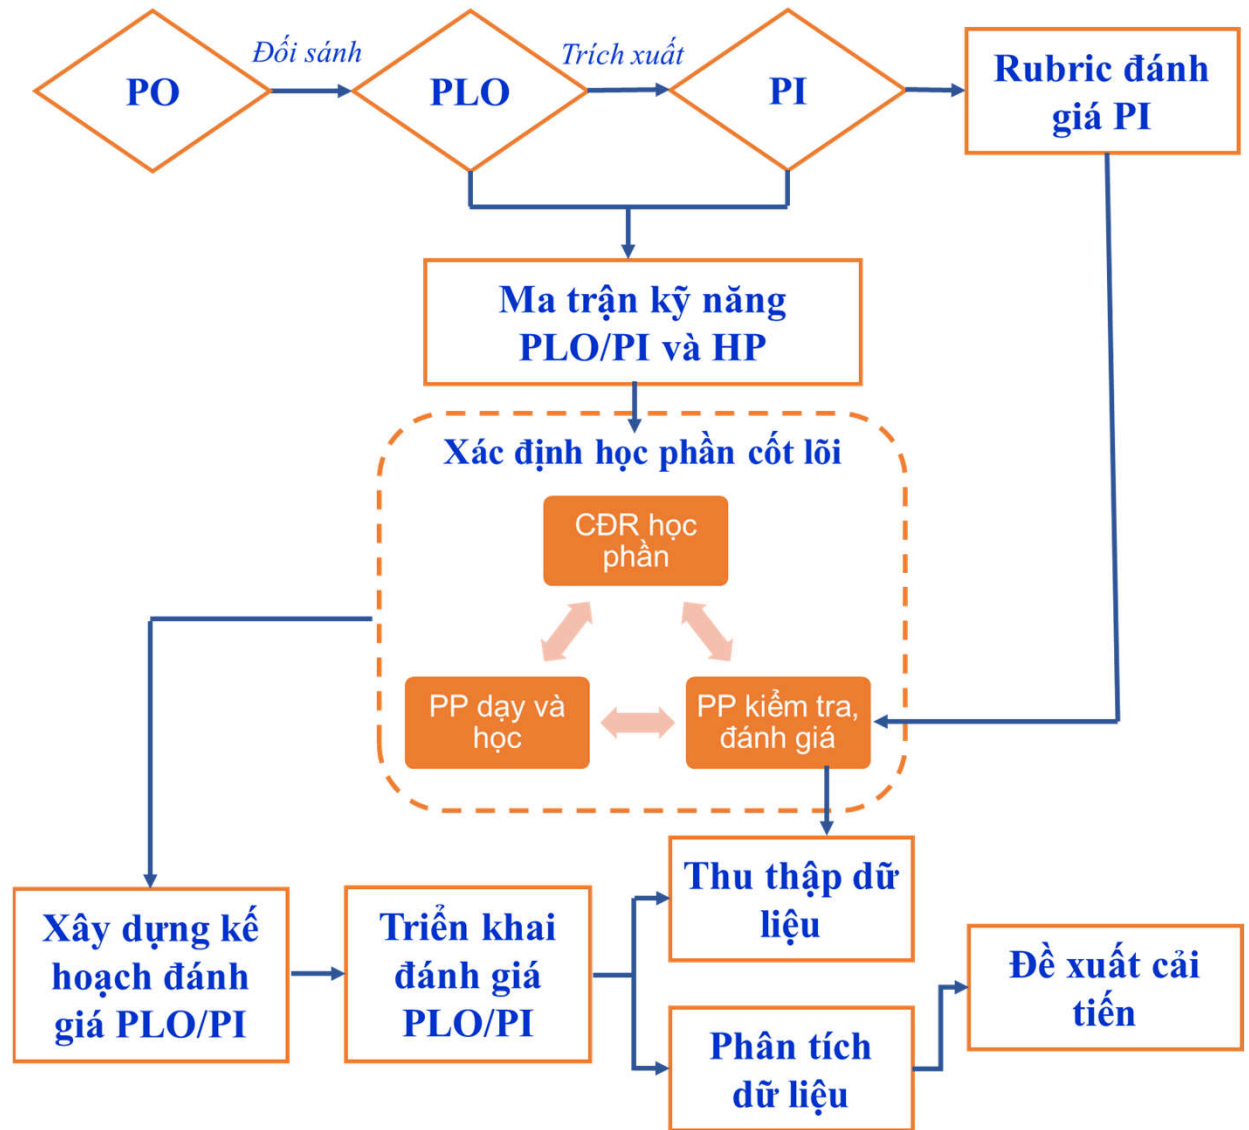 Đối sánh
Trích xuất
PO
PLO
PI
Rubric đánh
giá PI
Ma trận kỹ năng
PLO/PI và HP
Xác định học phần cốt lõi
CĐR học
phần
PP dạy và
học
PP kiểm tra,
đánh giá
Xây dựng kế
hoạch đánh
giá PLO/PI
Triển khai
đánh giá
PLO/PI
Thu thập dữ
liệu
Phân tích
dữ liệu
Đề xuất cải
tiến